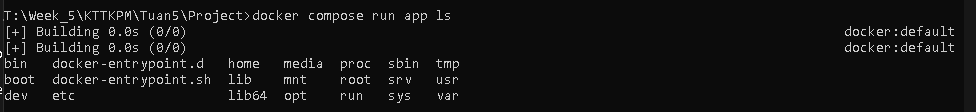 T:\Week_5\KTTKPM\Tuan5\Project>docker compose run app ls
[+] Building 0.0s (0/0) docker:default
[+] Building 0.0s (0/0) docker:default
bin docker-entrypoint.d home media proc sbin tmp
boot docker-entrypoint.sh lib mnt root srv usr
dev etc lib64 opt run sys var